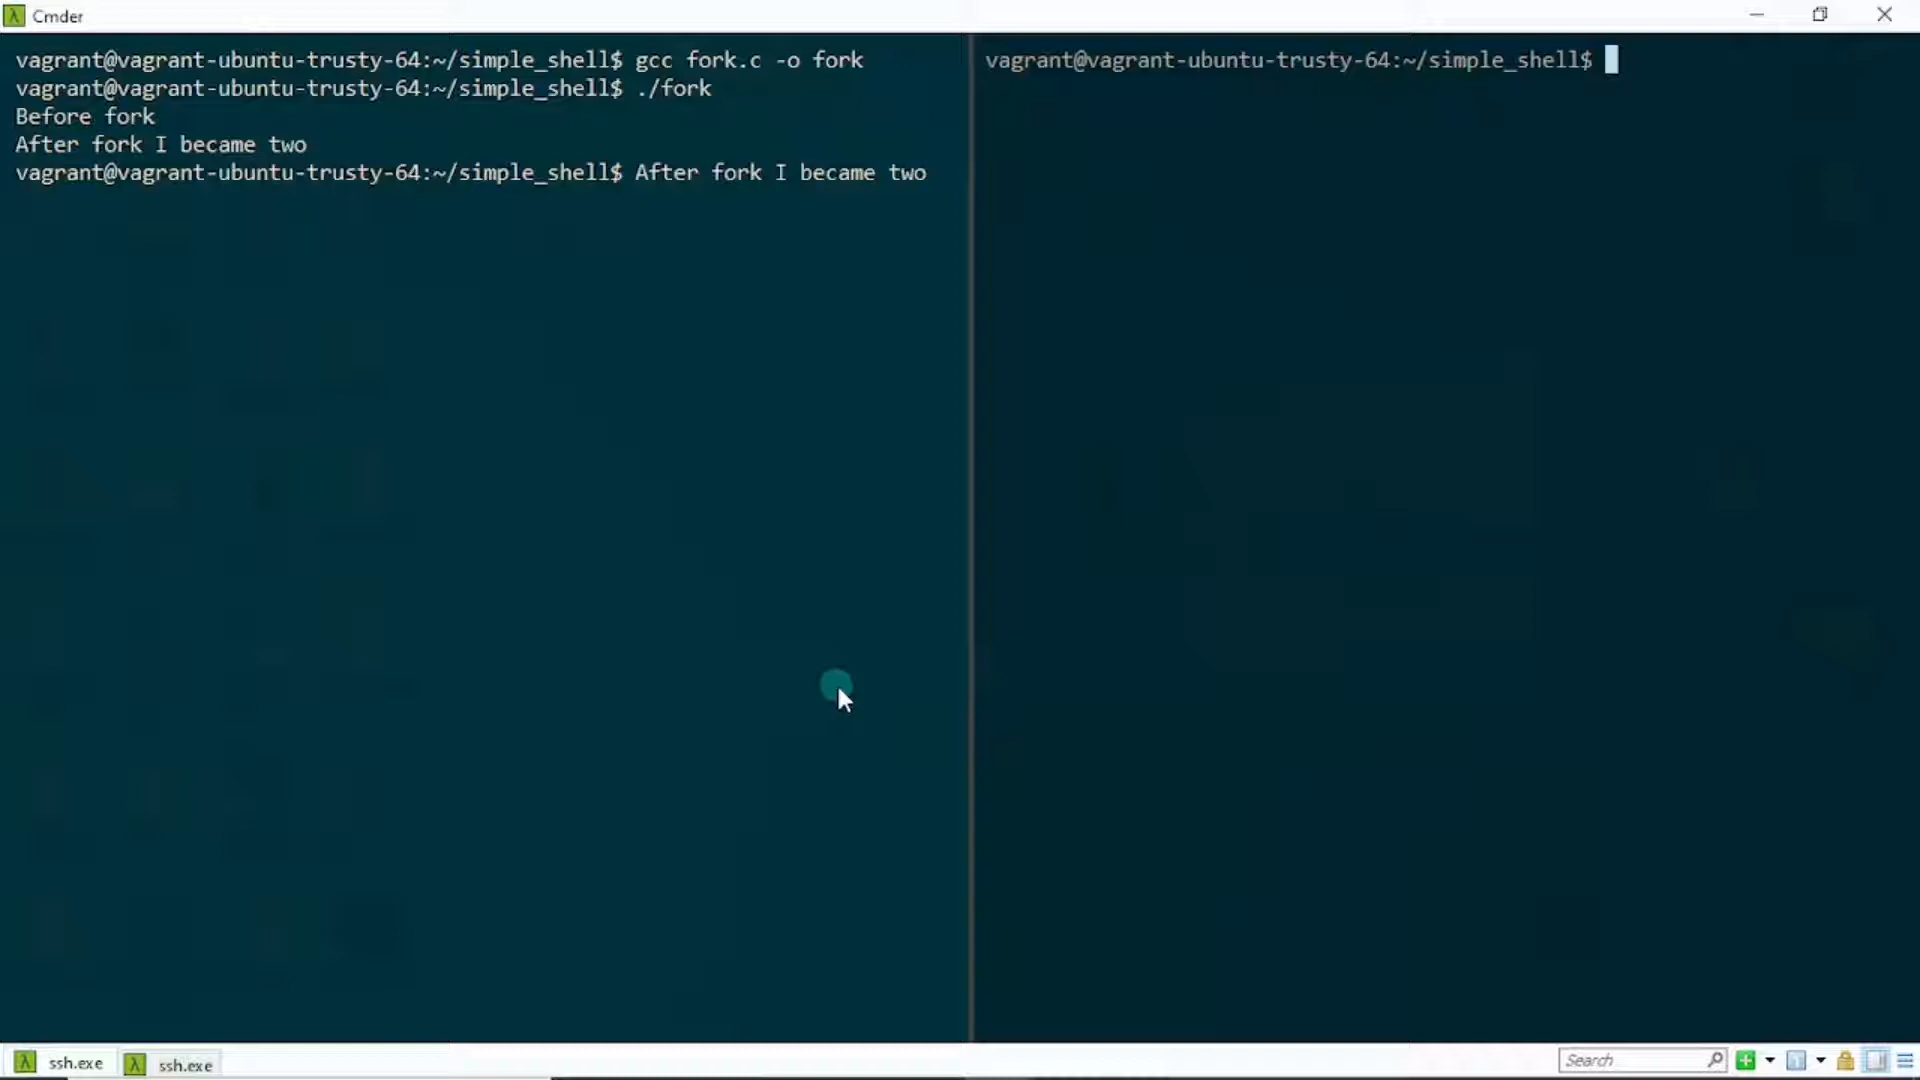 Cmder
vagrant@vagrant-ubuntu-trusty-64:~/simple_shell$ gcc fork.c -o fork
vagrant@vagrant-ubuntu-trusty-64:~/simple_shell$ ./fork
Before fork
After fork I became two
vagrant@vagrant-ubuntu-trusty-64:~/simple_shell$ After fork I became two
vagrant@vagrant-ubuntu-trusty-64:~/simple_shell$
ssh.exe
ssh.exe
Search